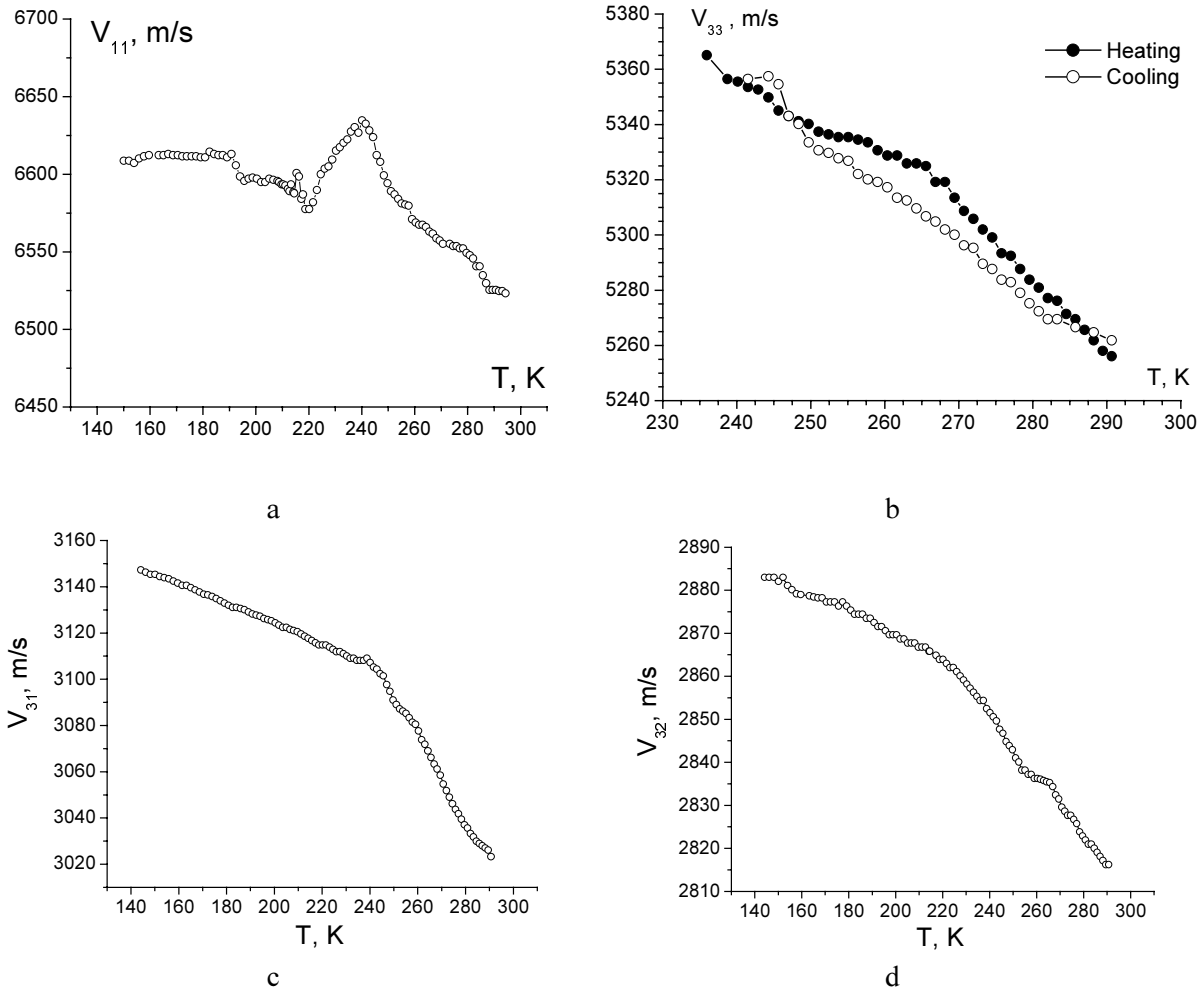 V11, m/s
6700
6650
6600
6550
6500
6450
140 160 180 200 220 240 260 280 300
T, K
a
V33 , m/s
Heating
Cooling
5380
5360
5340
5320
5300
5280
5260
5240
230 240 250 260 270 280 290 300
T, K
b
V31, m/s
3160
3140
3120
3100
3080
3060
3040
3020
140 160 180 200 220 240 260 280 300
T, K
c
V32, m/s
2890
2880
2870
2860
2850
2840
2830
2820
2810
140 160 180 200 220 240 260 280 300
T, K
d